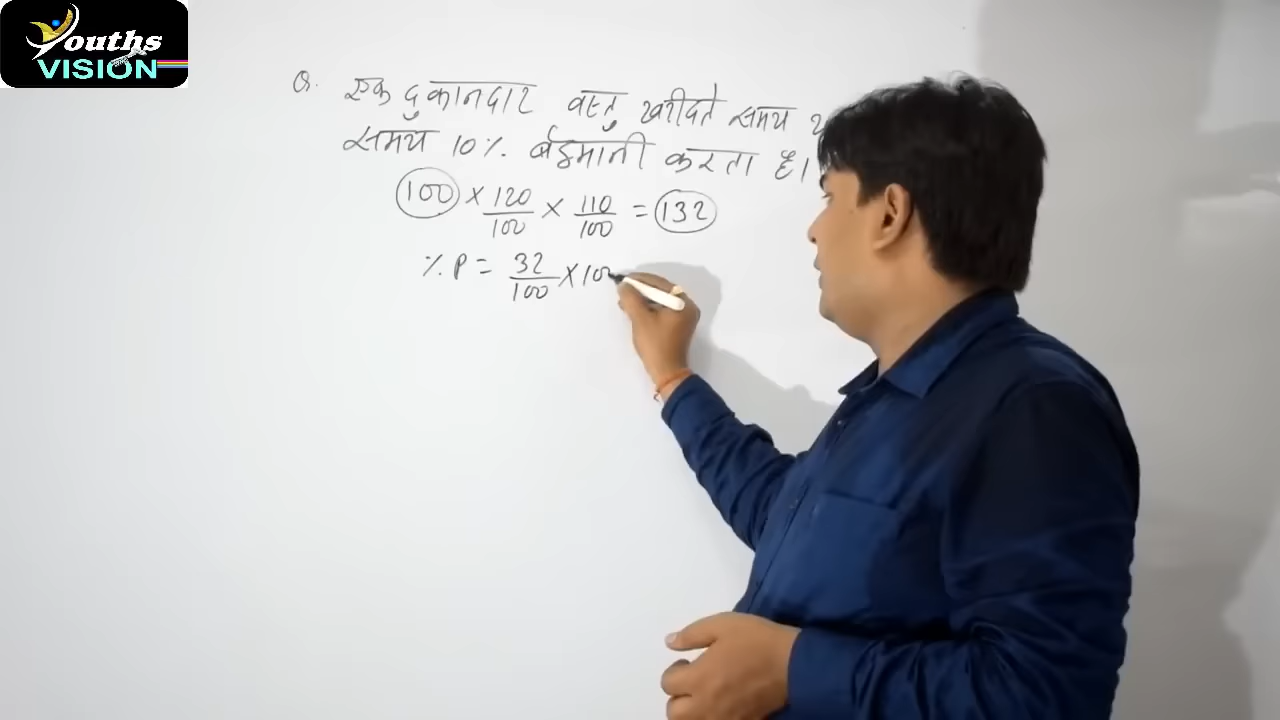 Youths
VISION
Q. एक दुकानदार वस्तु खरीदते समय
समय 10% बेइमानी करता है।
100 × 120/100 × 110/100 = 132
% P = 32/100 × 100